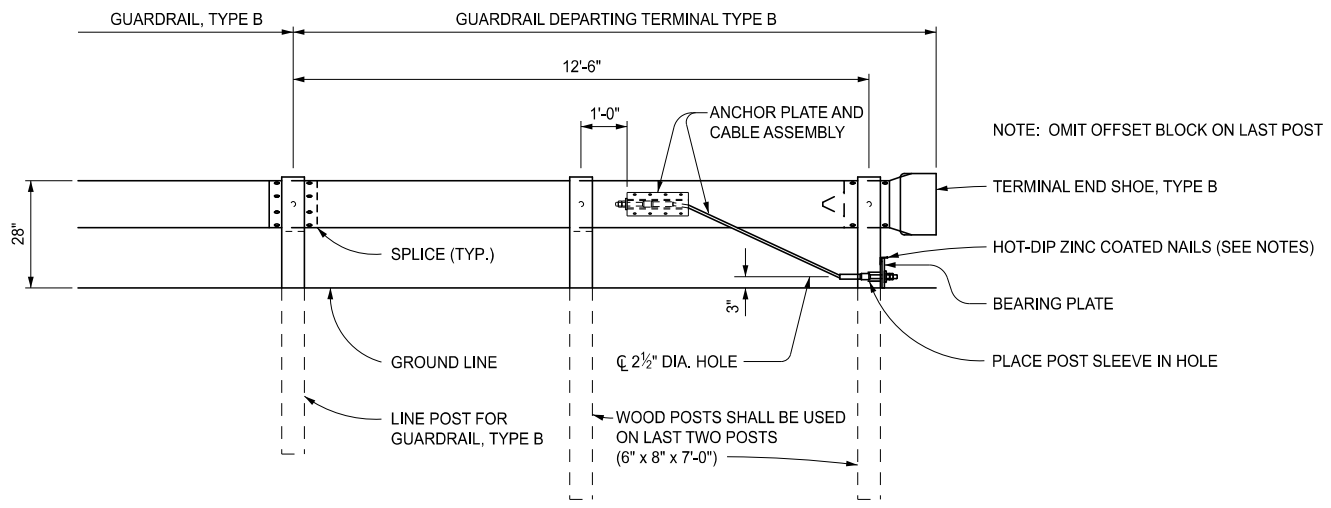 GUARDRAIL, TYPE B
GUARDRAIL DEPARTING TERMINAL TYPE B
12'-6"
1'-0"
ANCHOR PLATE AND
CABLE ASSEMBLY
NOTE: OMIT OFFSET BLOCK ON LAST POST
TERMINAL END SHOE, TYPE B
28"
SPLICE (TYP.)
HOT-DIP ZINC COATED NAILS (SEE NOTES)
3"
BEARING PLATE
GROUND LINE
℄ 2½" DIA. HOLE
PLACE POST SLEEVE IN HOLE
LINE POST FOR
GUARDRAIL, TYPE B
WOOD POSTS SHALL BE USED
ON LAST TWO POSTS
(6" x 8" x 7'-0")